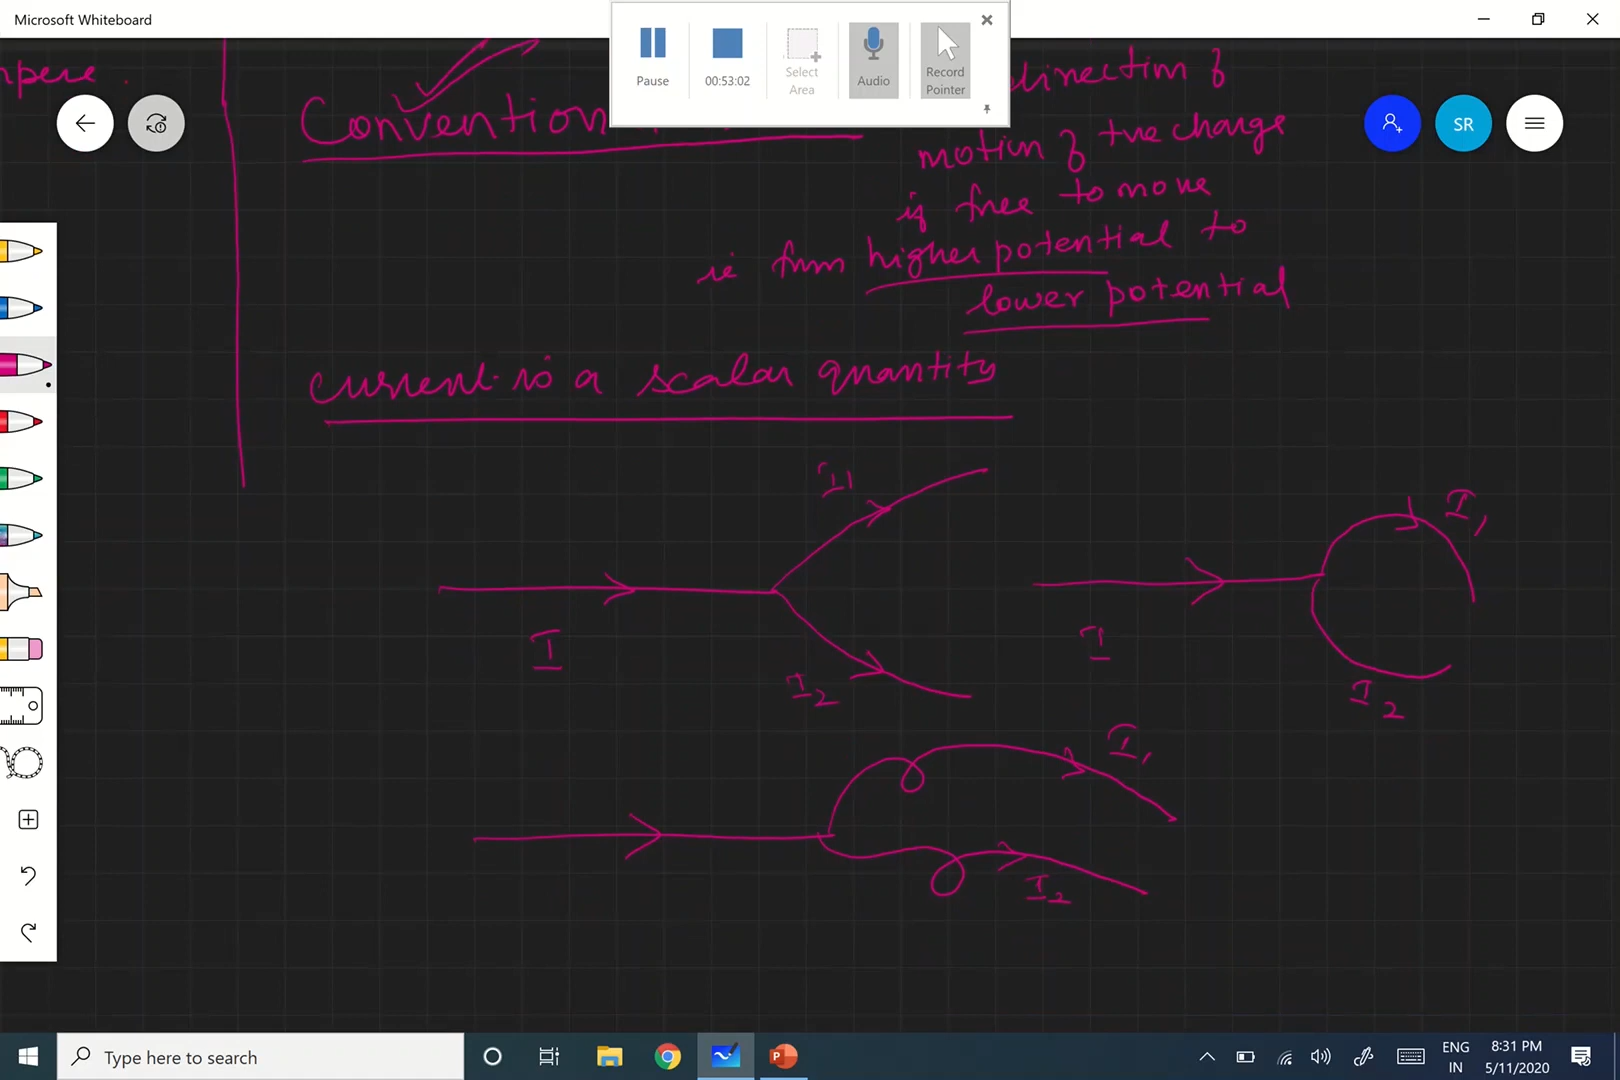 Microsoft Whiteboard
Pause
00:53:02
Select
Area
Audio
Record
Pointer
SR
mpere.
Convention
direction of
motion of +ve charge
if free to move
ie from higher potential to
lower potential
current is a scalar quantity
I1
I
I2
I1
I
I2
I1
I2
Type here to search
P
ENG
IN
8:31 PM
5/11/2020